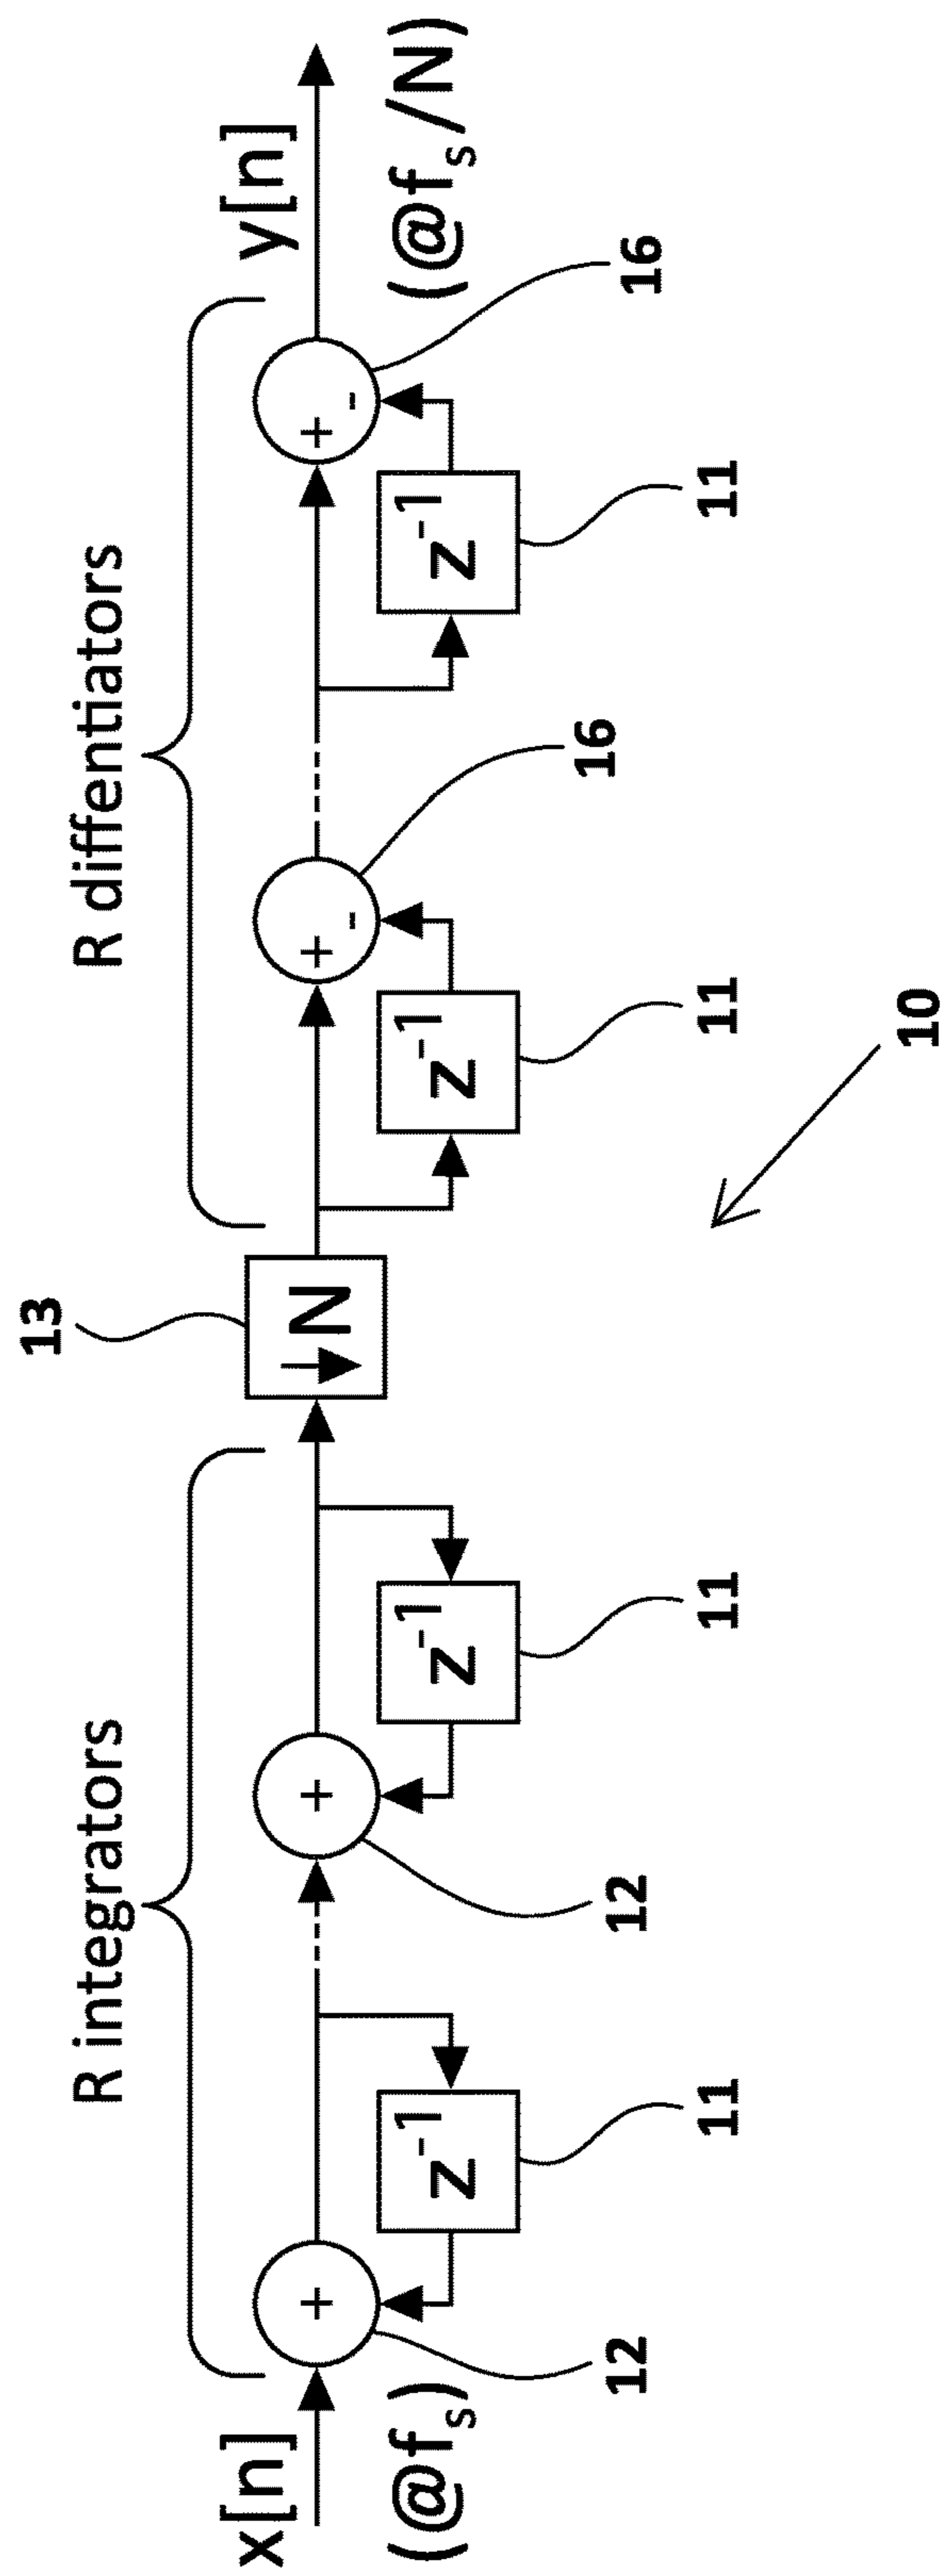 R integrators
R diffentiators
13
x[n]
+
+
↓N
+
-
+
-
y[n]
(@fₛ)
z⁻¹
z⁻¹
z⁻¹
z⁻¹
(@fₛ/N)
12
11
12
11
11
16
11
16
10